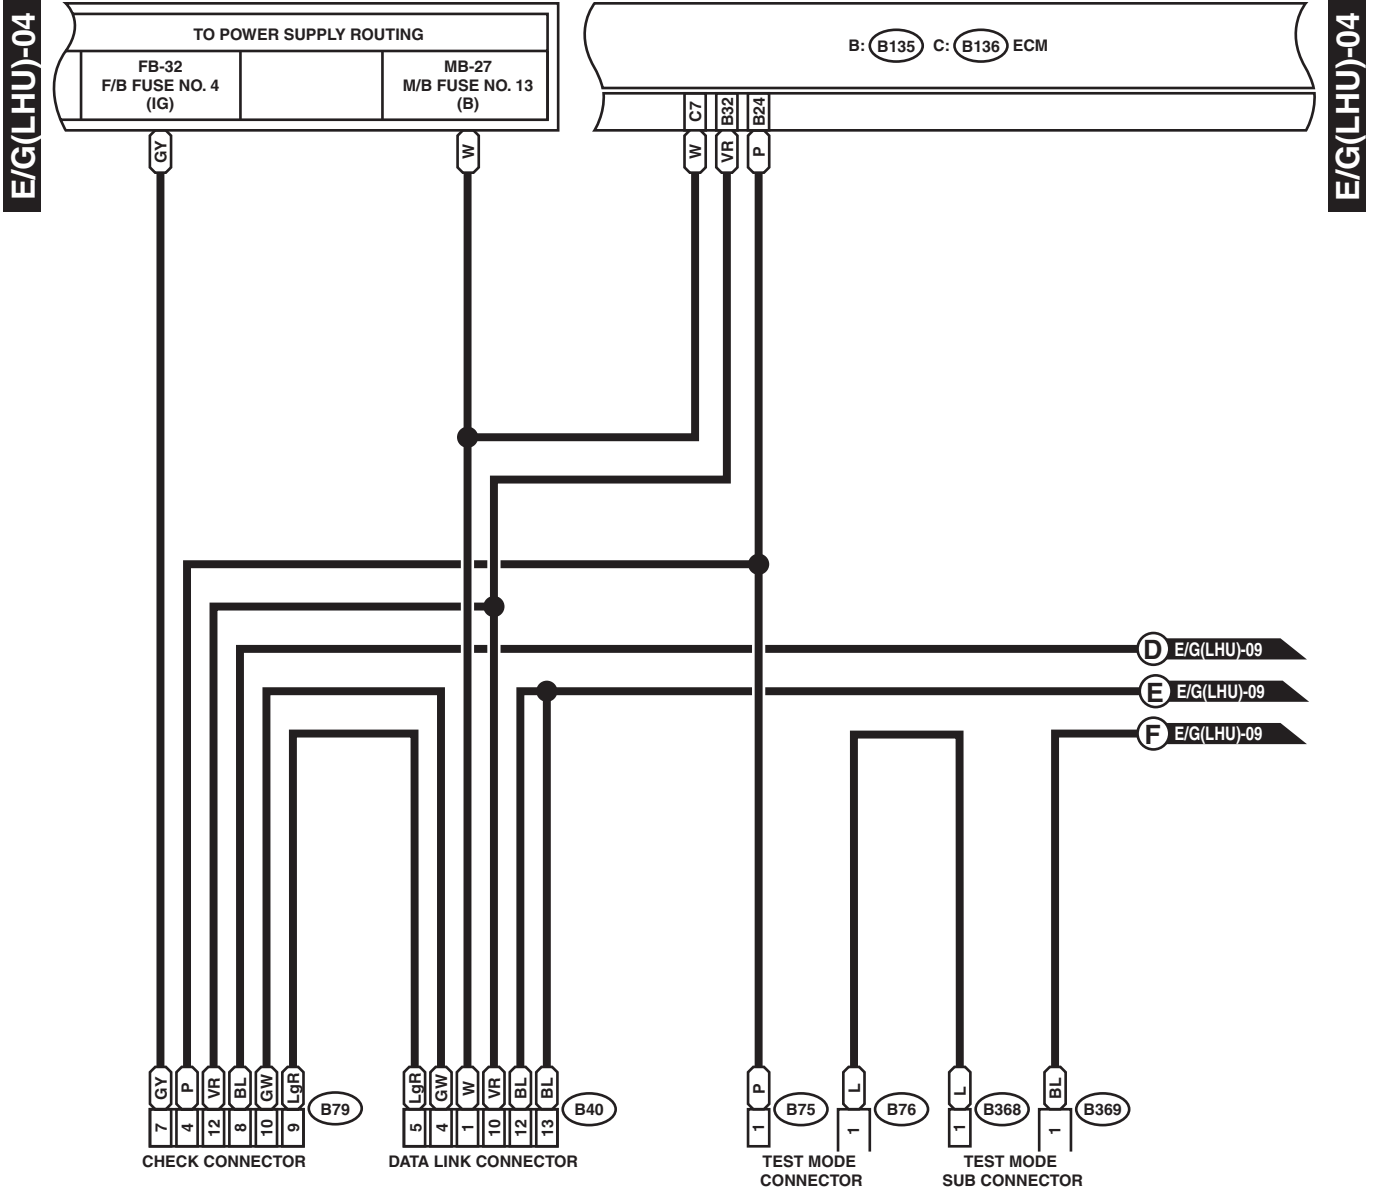 E/G(LHU)-04
E/G(LHU)-04
TO POWER SUPPLY ROUTING
FB-32
F/B FUSE NO. 4
(IG)
MB-27
M/B FUSE NO. 13
(B)
B: B135 C: B136 ECM
C7 B32 B24
GY W W VR P
D E/G(LHU)-09
E E/G(LHU)-09
F E/G(LHU)-09
GY P VR BL GW LgR
7 4 12 8 10 9
B79
CHECK CONNECTOR
LgR GW W VR BL BL
5 4 1 10 12 13
B40
DATA LINK CONNECTOR
P
1
B75
L
1
B76
TEST MODE
CONNECTOR
L
1
B368
BL
1
B369
TEST MODE
SUB CONNECTOR